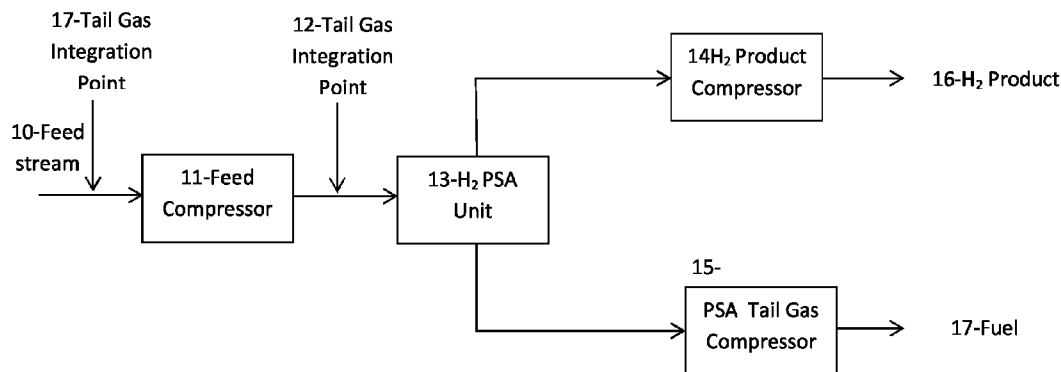 17-Tail Gas
Integration
Point
12-Tail Gas
Integration
Point
10-Feed
stream
11-Feed
Compressor
13-H₂ PSA
Unit
14H₂ Product
Compressor
16-H₂ Product
15-
PSA Tail Gas
Compressor
17-Fuel